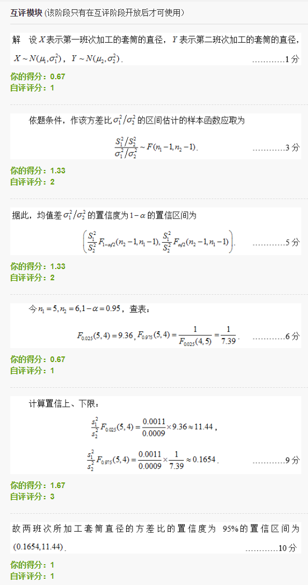 互评模块 (该阶段只有在互评阶段开放后才可使用)
解 设X表示第一班次加工的套筒的直径，Y表示第二班次加工的套筒的直径，
X ~ N(μ₁,σ₁²)，Y ~ N(μ₂,σ₂²). …………1分
你的得分：0.67
自评评分：1
依题条件，作该方差比σ₁²/σ₂²的区间估计的样本函数应取为
(S₁²/S₂²)/(σ₁²/σ₂²) ~ F(n₁-1,n₂-1). …………3分
你的得分：1.33
自评评分：2
据此，均值差σ₁²/σ₂²的置信度为1-α的置信区间为
(S₁²/S₂² F₁₋α/₂(n₂-1,n₁-1), S₁²/S₂² Fα/₂(n₂-1,n₁-1)). …………5分
你的得分：1.33
自评评分：2
今n₁=5,n₂=6,1-α=0.95，查表：
F₀.₀₂₅(5,4)=9.36,F₀.₉₇₅(5,4)=1/F₀.₀₂₅(4,5)=1/7.39. …………6分
你的得分：0.67
自评评分：1
计算置信上、下限：
s₁²/s₂² F₀.₀₂₅(5,4)=0.0011/0.0009×9.36≈11.44，
s₁²/s₂² F₀.₉₇₅(5,4)=0.0011/0.0009×1/7.39≈0.1654. …………9分
你的得分：1.67
自评评分：3
故两班次所加工套筒直径的方差比的置信度为 95%的置信区间为
(0.1654,11.44). …………10分
你的得分：1
自评评分：1